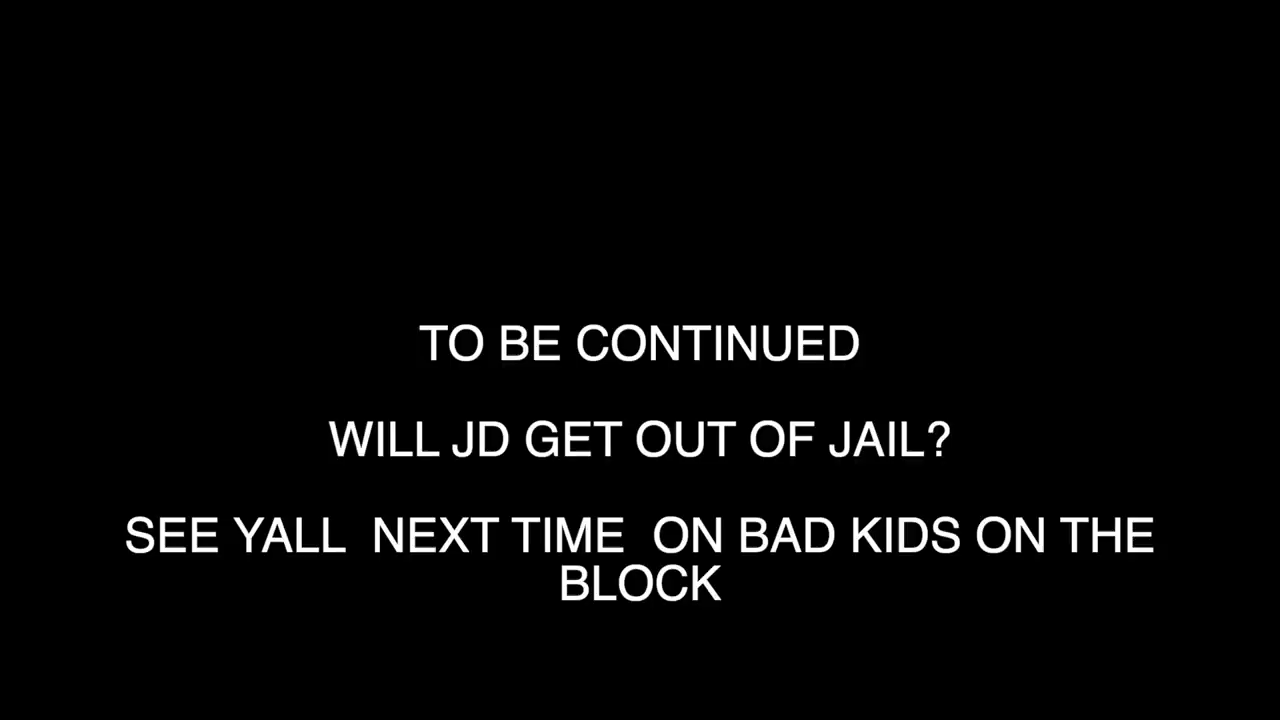 TO BE CONTINUED
WILL JD GET OUT OF JAIL?
SEE YALL  NEXT TIME  ON BAD KIDS ON THE
BLOCK